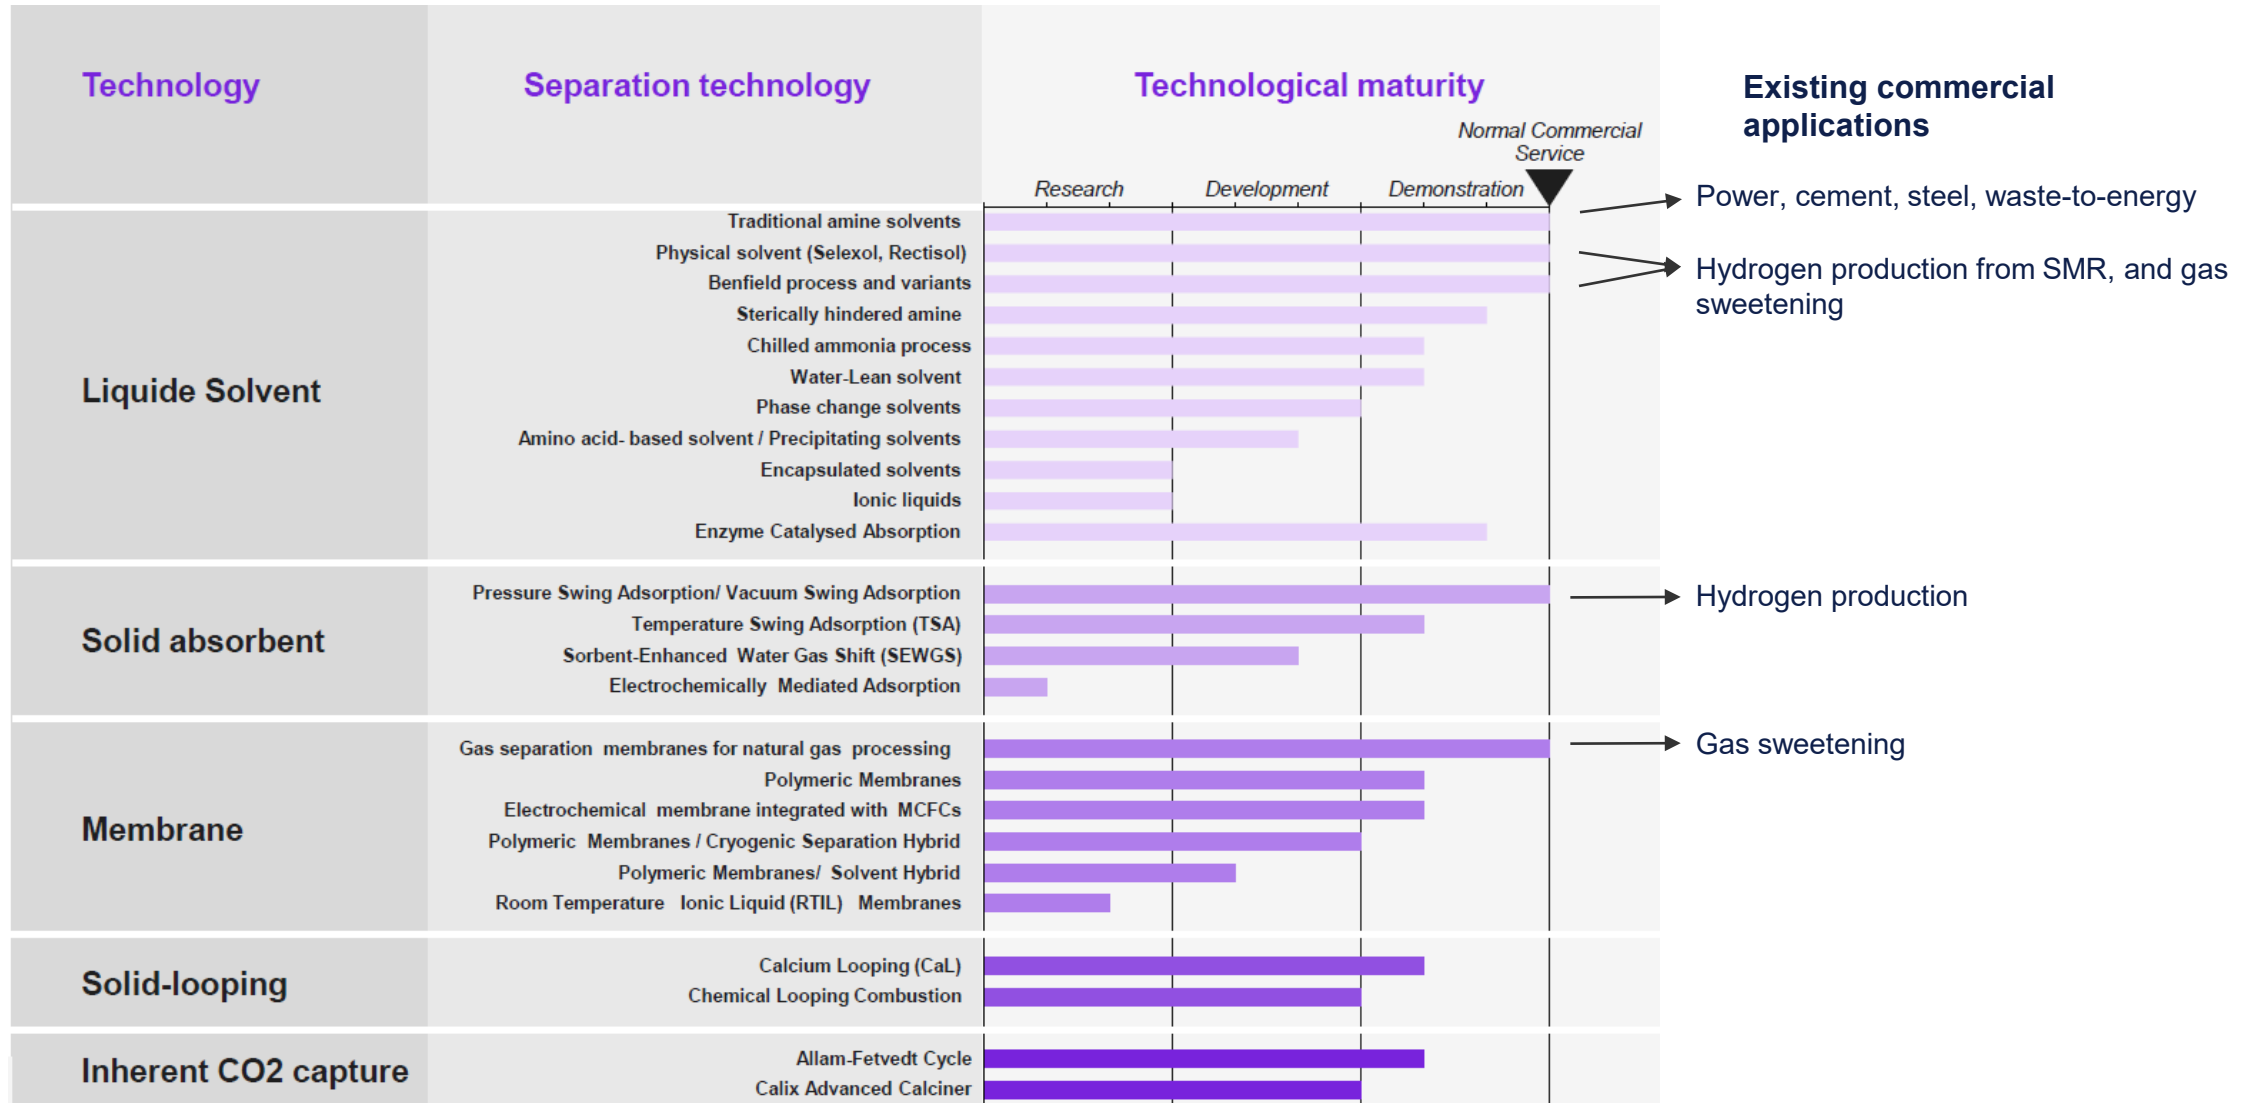 Technology
Separation technology
Technological maturity
Existing commercial
applications
Normal Commercial
Service
Research
Development
Demonstration
Liquide Solvent
Traditional amine solvents
Power, cement, steel, waste-to-energy
Physical solvent (Selexol, Rectisol)
Benfield process and variants
Hydrogen production from SMR, and gas
sweetening
Sterically hindered amine
Chilled ammonia process
Water-Lean solvent
Phase change solvents
Amino acid- based solvent / Precipitating solvents
Encapsulated solvents
Ionic liquids
Enzyme Catalysed Absorption
Solid absorbent
Pressure Swing Adsorption/ Vacuum Swing Adsorption
Hydrogen production
Temperature Swing Adsorption (TSA)
Sorbent-Enhanced Water Gas Shift (SEWGS)
Electrochemically Mediated Adsorption
Membrane
Gas separation membranes for natural gas processing
Gas sweetening
Polymeric Membranes
Electrochemical membrane integrated with MCFCs
Polymeric Membranes / Cryogenic Separation Hybrid
Polymeric Membranes/ Solvent Hybrid
Room Temperature Ionic Liquid (RTIL) Membranes
Solid-looping
Calcium Looping (CaL)
Chemical Looping Combustion
Inherent CO2 capture
Allam-Fetvedt Cycle
Calix Advanced Calciner